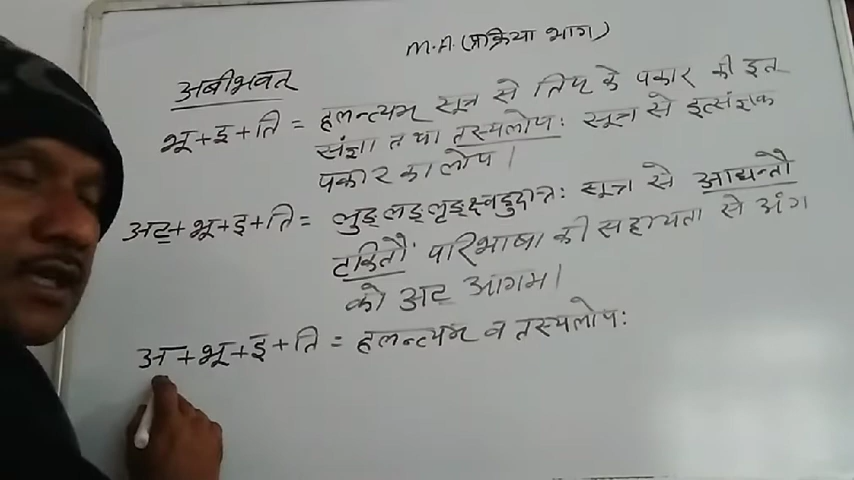 M.A. (प्रक्रिया भाग)
अबीभवत्
भू+इ+ति = हलन्त्यम् सूत्र से तिप् के पकार की इत्
संज्ञा तथा तस्यलोपः सूत्र से इत्संज्ञक
पकार का लोप।
अट्+भू+इ+ति = लुङ्लङ्लृङ्क्ष्वडुदात्तः सूत्र से आद्यन्तौ
टकितौ परिभाषा की सहायता से अंग
को अट् आगम।
अ+भू+इ+ति = हलन्त्यम् व तस्यलोपः